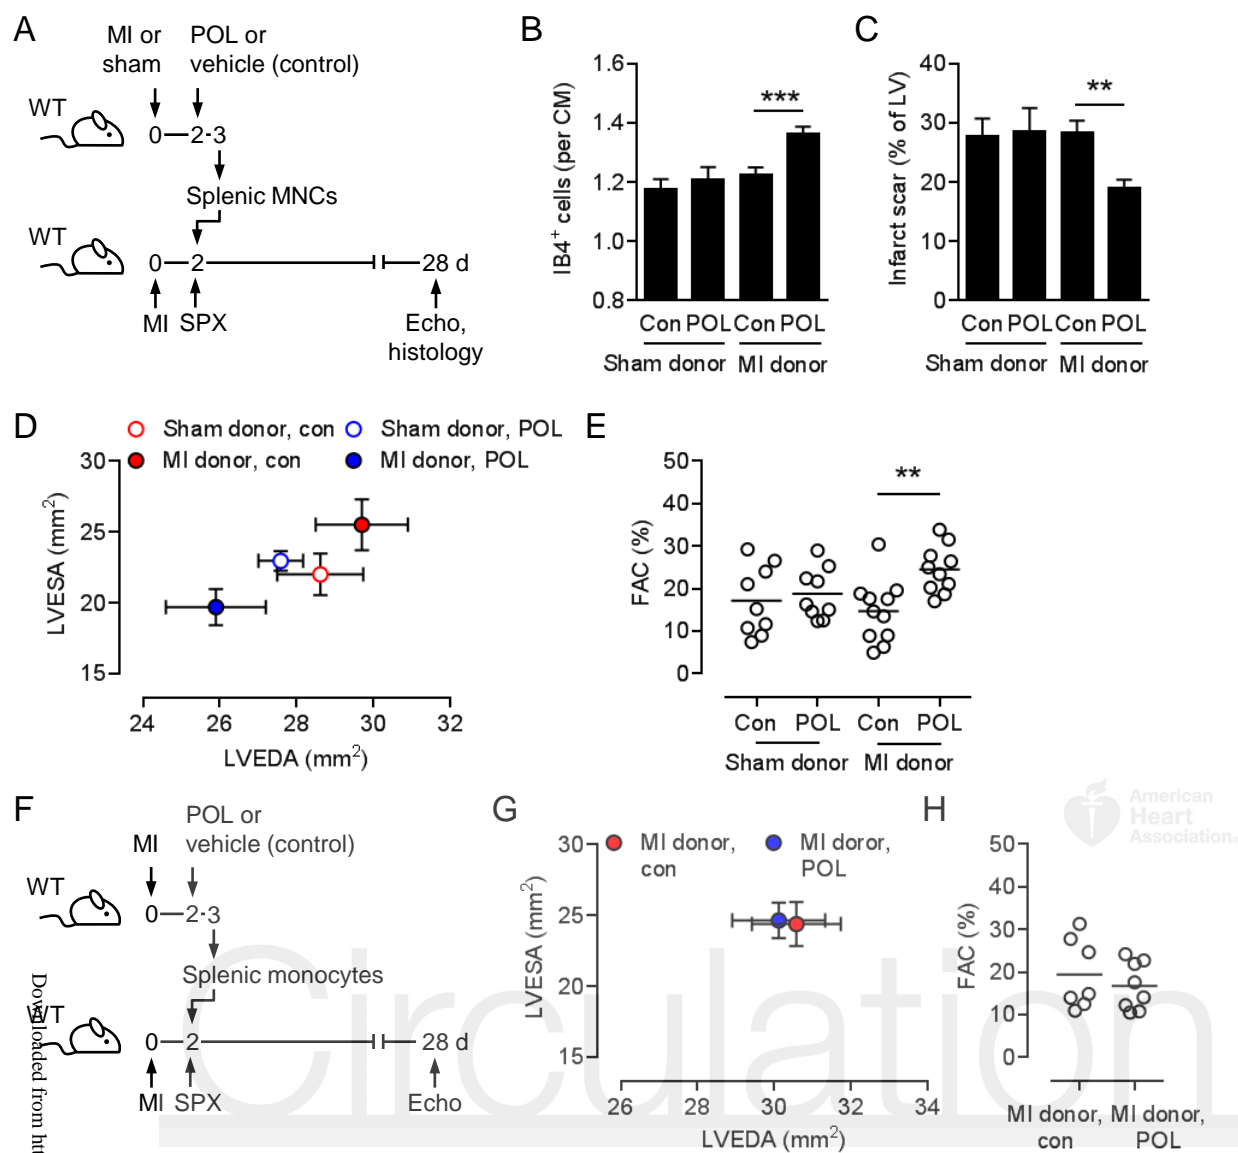 A
MI or
sham
POL or
vehicle (control)
WT
0
2-3
Splenic MNCs
WT
0
2
28 d
MI
SPX
Echo,
histology
B
IB4+ cells (per CM)
1.6
1.4
1.2
1.0
0.8
***
Con POL Con POL
Sham donor MI donor
C
Infarct scar (% of LV)
40
30
20
10
0
**
Con POL Con POL
Sham donor MI donor
D
Sham donor, con Sham donor, POL
MI donor, con MI donor, POL
LVESA (mm2)
30
25
20
15
24 26 28 30 32
LVEDA (mm2)
E
FAC (%)
50
40
30
20
10
0
**
Con POL Con POL
Sham donor MI donor
F
MI
POL or
vehicle (control)
WT
0
2-3
Splenic monocytes
WT
0
2
28 d
MI
SPX
Echo
G
MI donor,
con
MI doror,
POL
LVESA (mm2)
30
25
20
15
26 28 30 32 34
LVEDA (mm2)
H
FAC (%)
50
40
30
20
10
0
MI donor,
con
MI donor,
POL
American
Heart
Association®
Circulation
Downloaded from htt